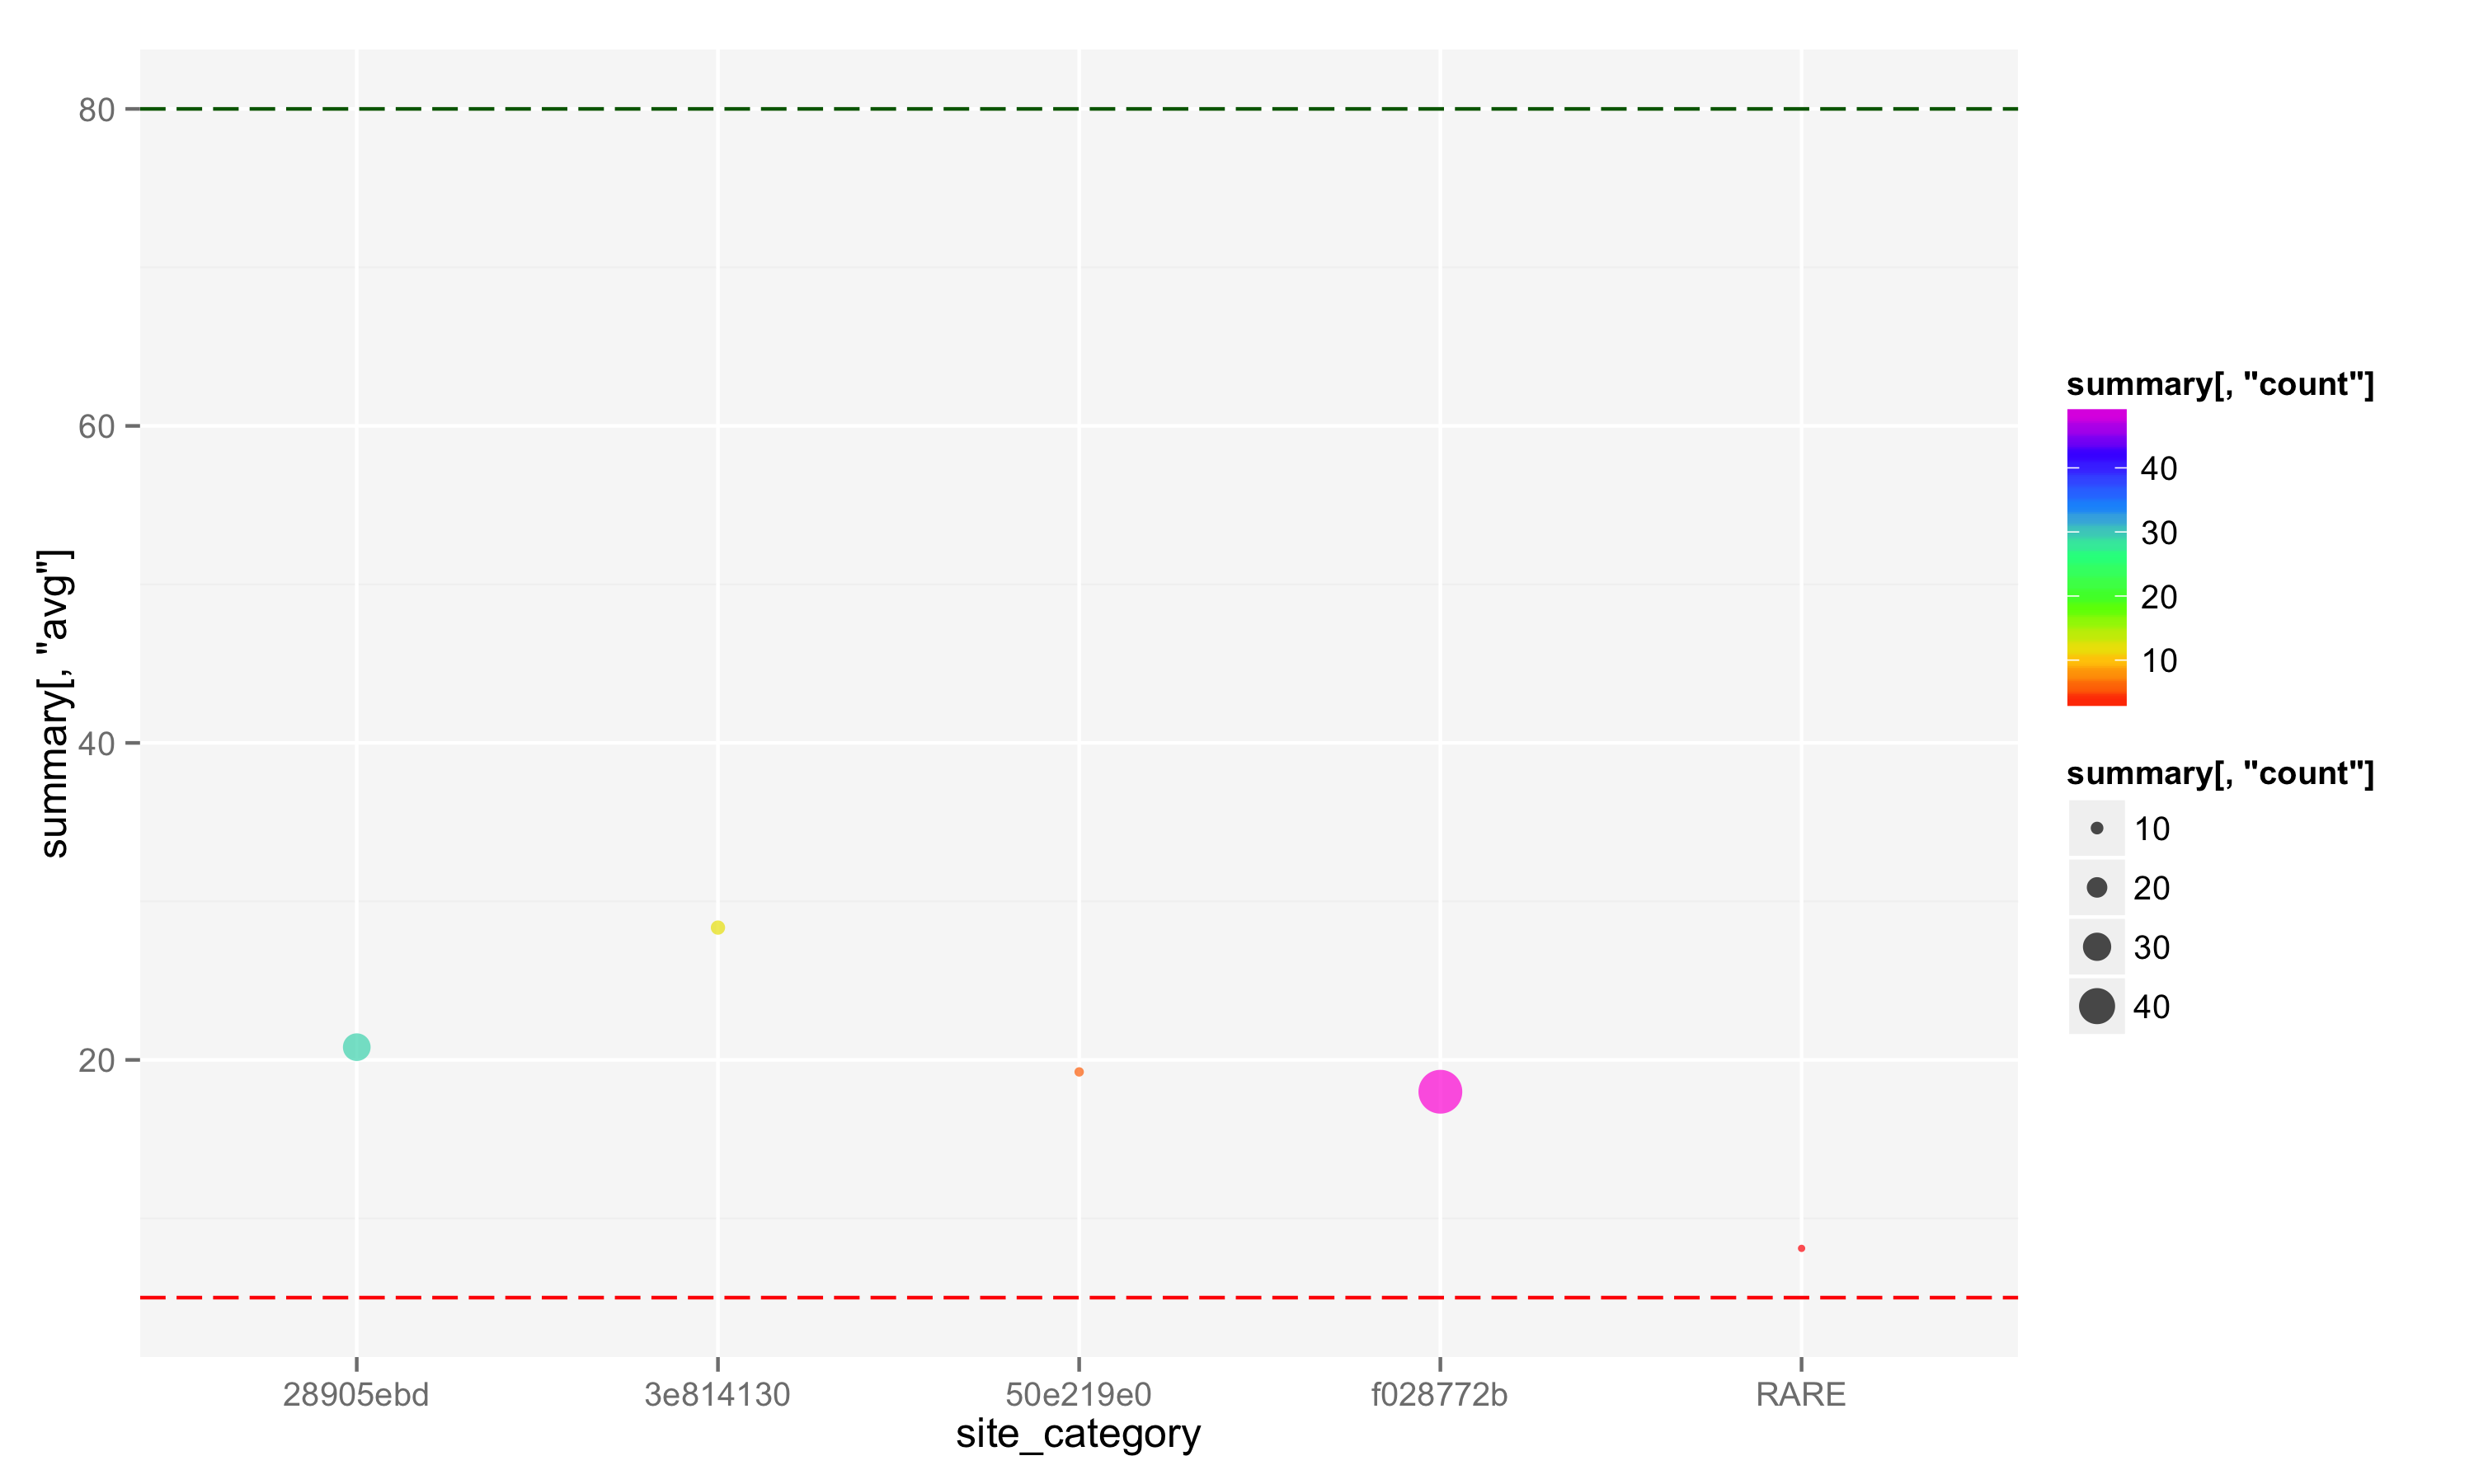 80
60
40
20
summary[, "avg"]
28905ebd
3e814130
50e219e0
f028772b
RARE
site_category
summary[, "count"]
40
30
20
10
summary[, "count"]
10
20
30
40